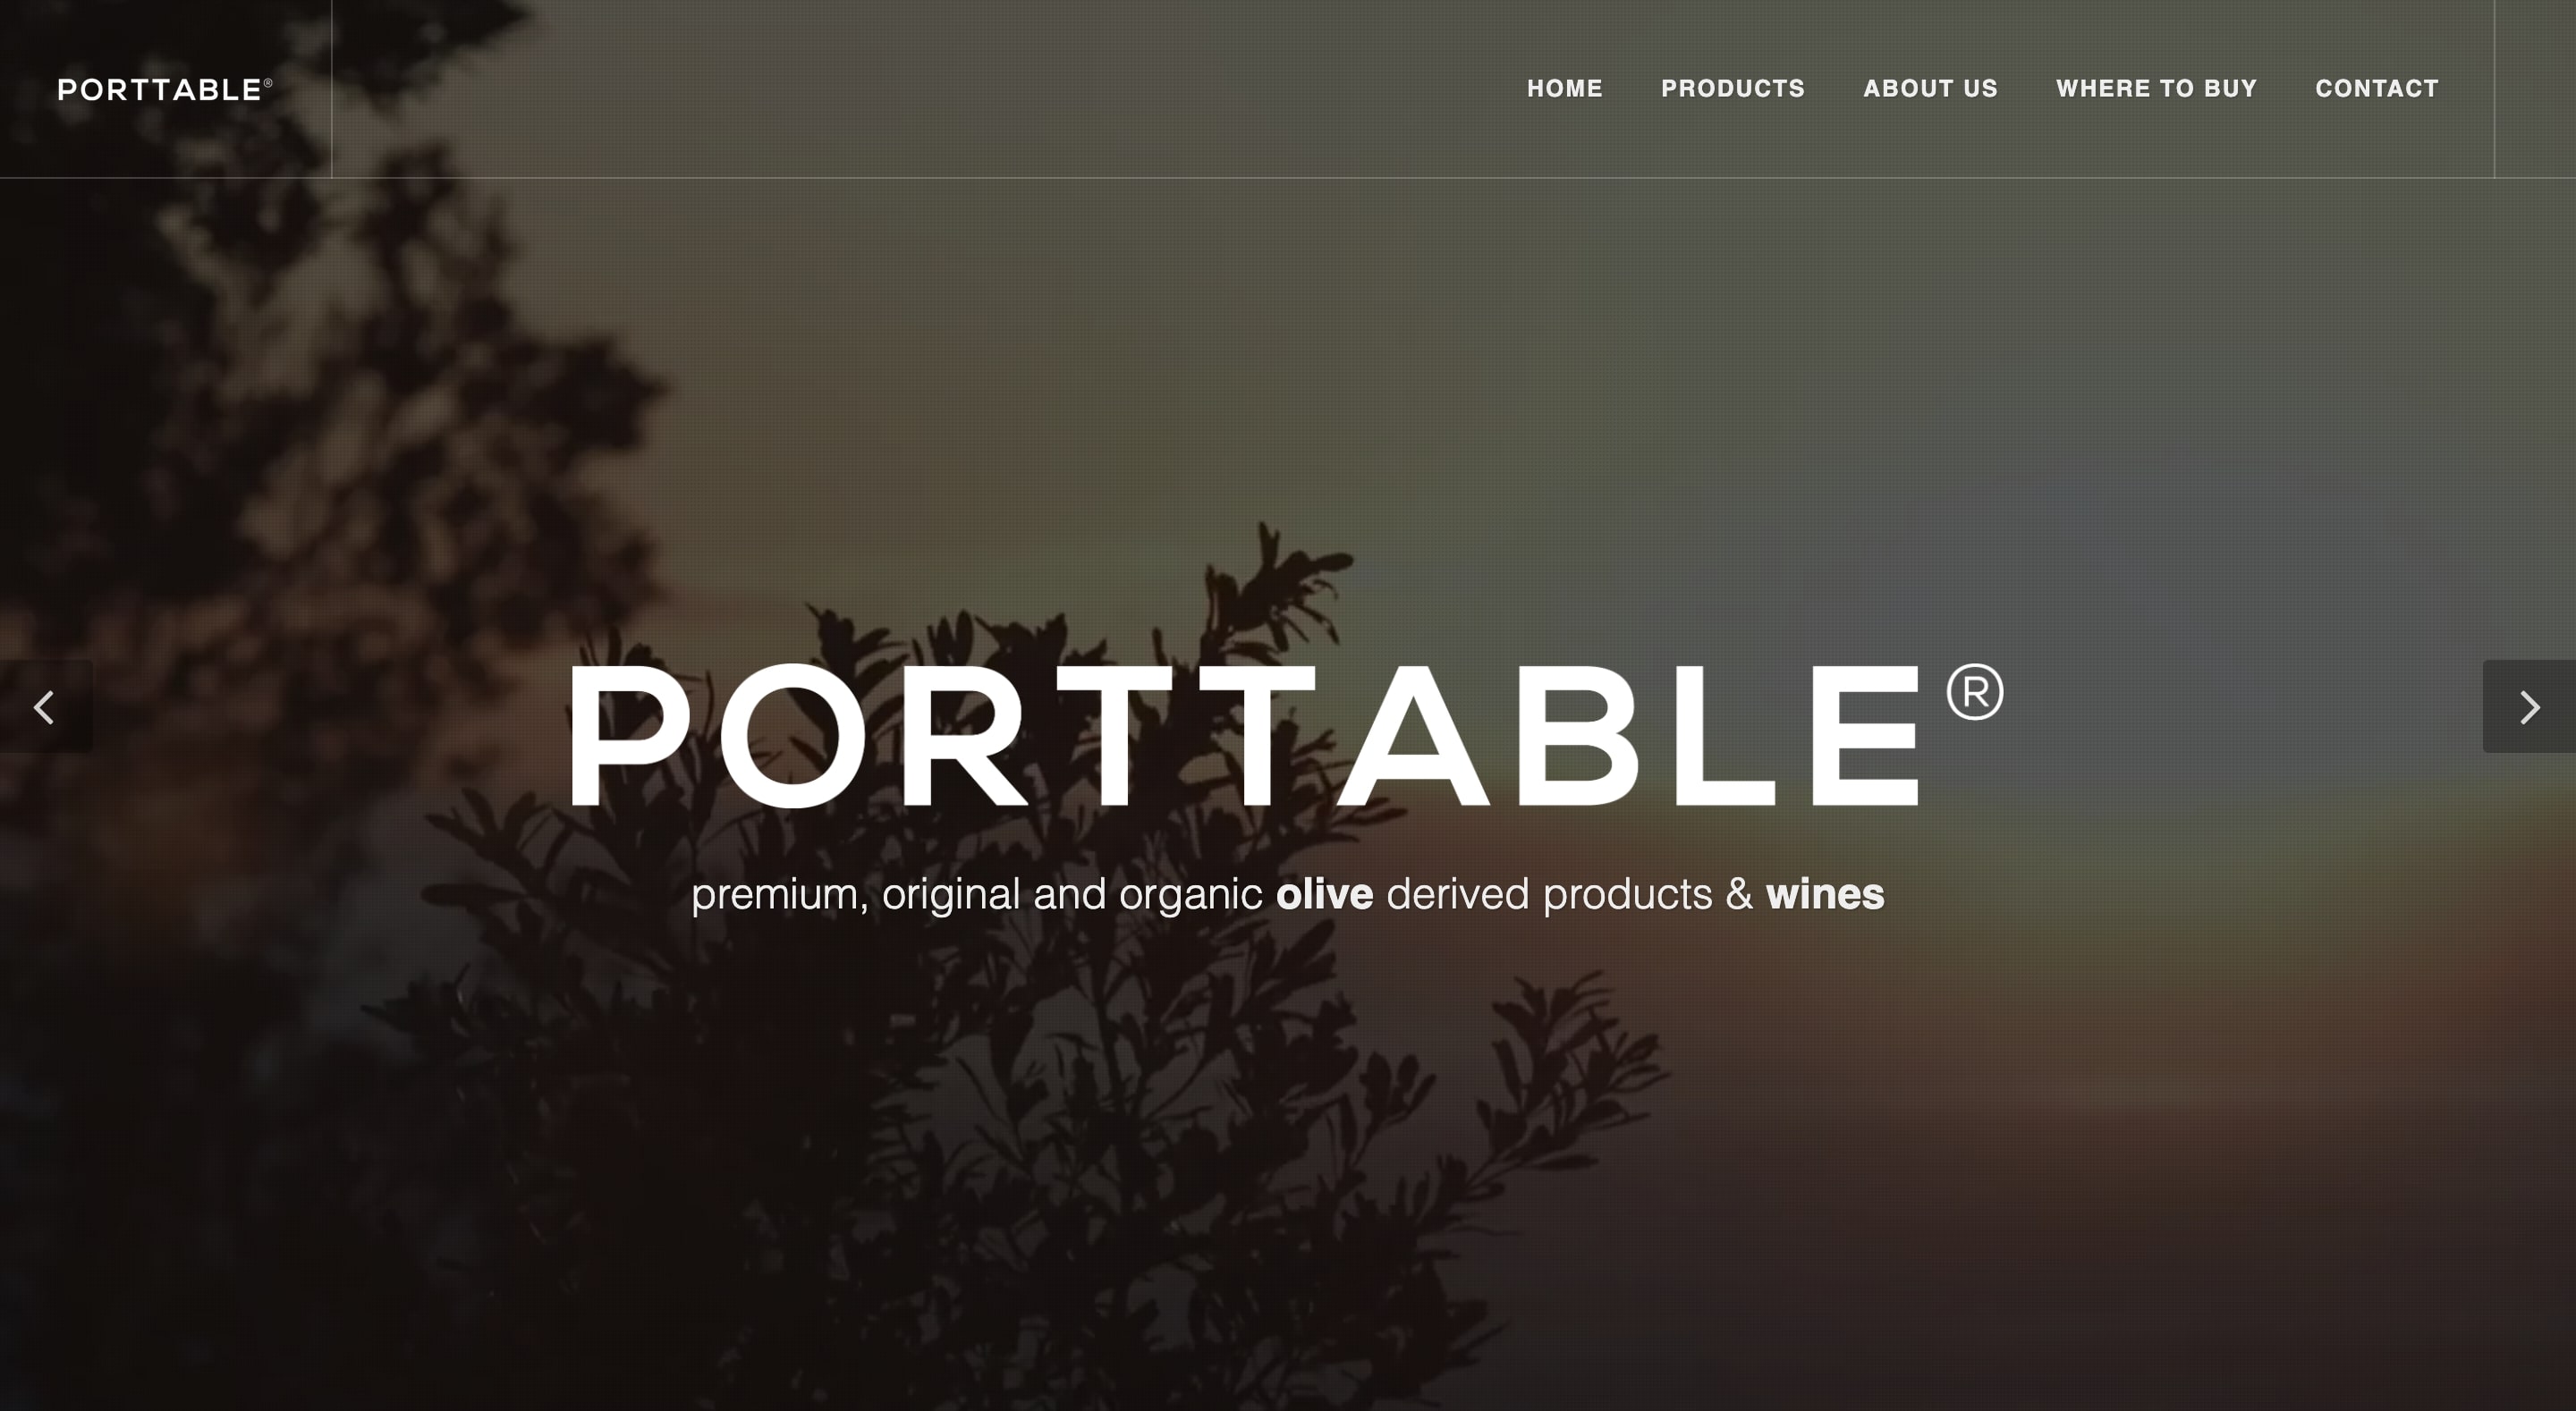 PORTTABLE®
HOME PRODUCTS ABOUT US WHERE TO BUY CONTACT
PORTTABLE®
premium, original and organic olive derived products & wines